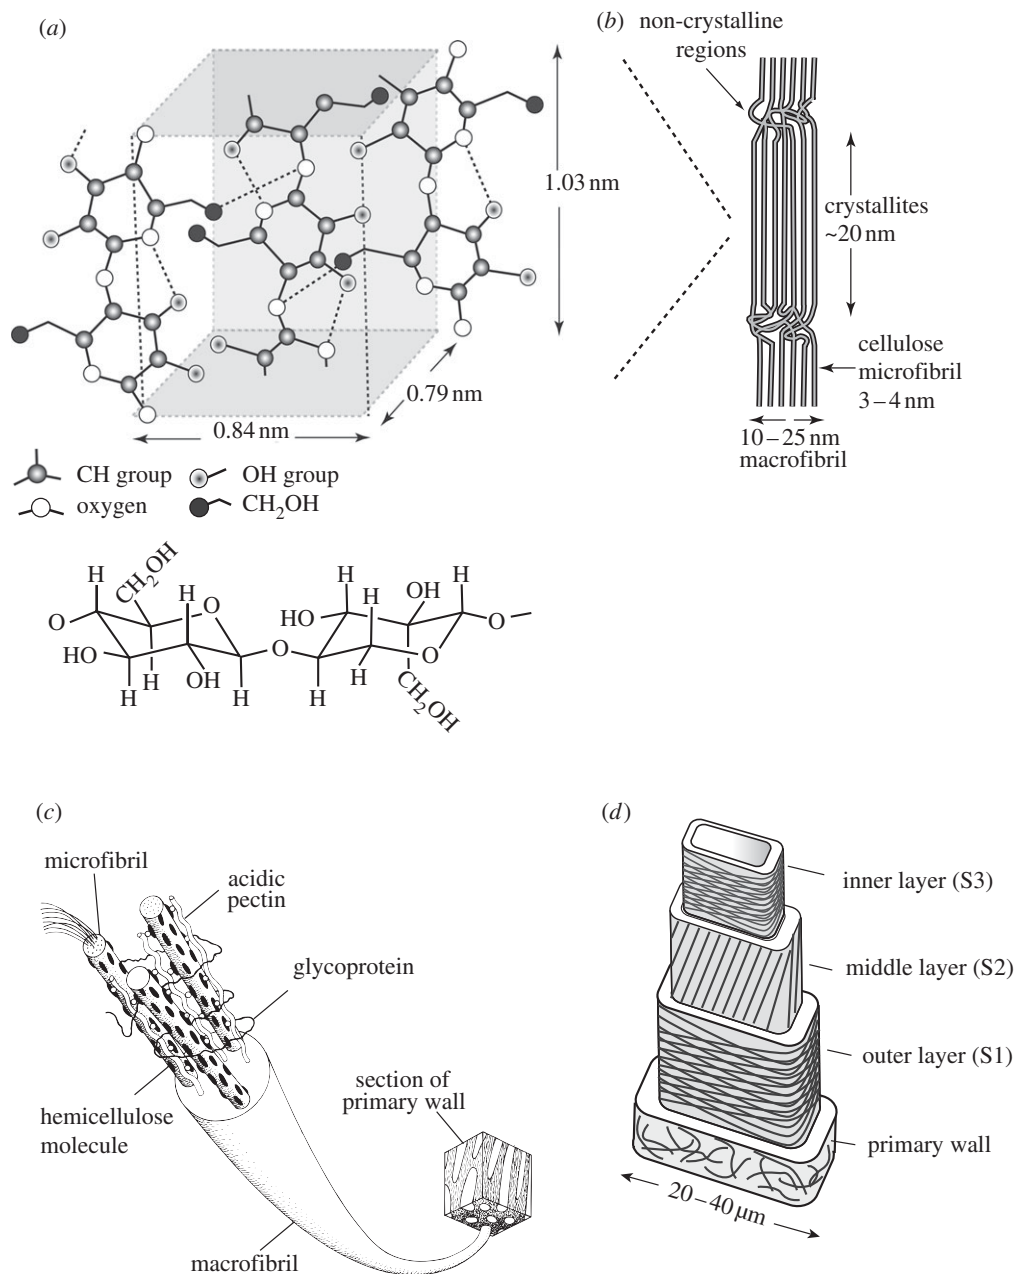 (a)
1.03 nm
0.79 nm
0.84 nm
CH group
OH group
oxygen
CH2OH
H
CH2OH
H
O
O
HO
H
H
OH
H
O
H
HO
H
OH
H
O
O
H
H
CH2OH
(b)
non-crystalline
regions
crystallites
~20 nm
cellulose
microfibril
3–4 nm
10–25 nm
macrofibril
(c)
microfibril
acidic
pectin
glycoprotein
hemicellulose
molecule
section of
primary wall
macrofibril
(d)
inner layer (S3)
middle layer (S2)
outer layer (S1)
primary wall
20–40 µm